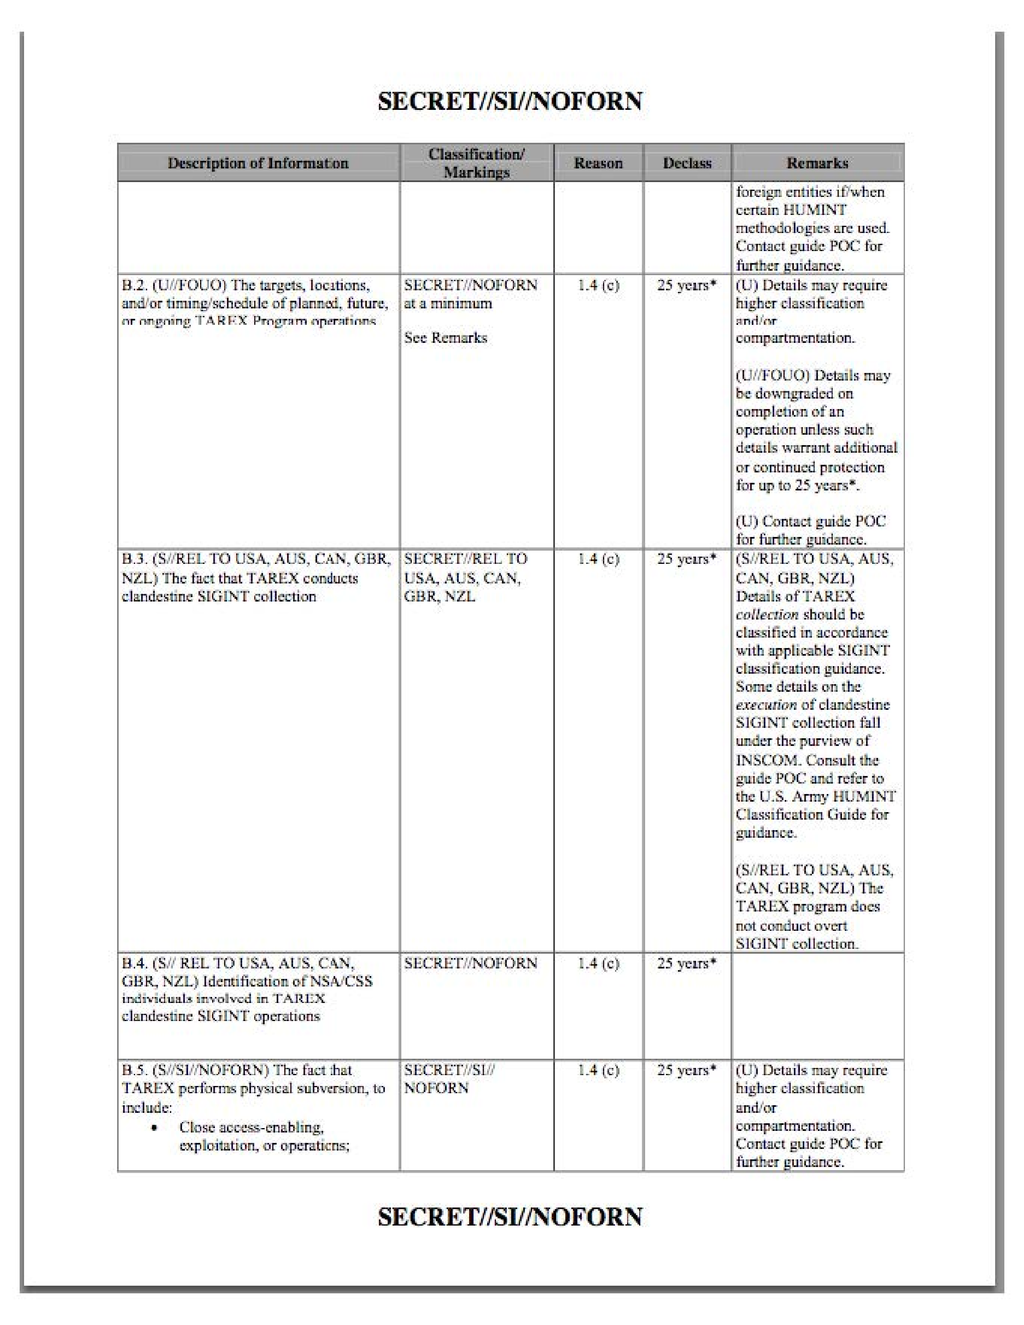 SECRET//SI//NOFORN
Description of Information
Classification/
Markings
Reason
Declass
Remarks
foreign entities if/when
certain HUMINT
methodologies are used.
Contact guide POC for
further guidance.
B.2. (U//FOUO) The targets, locations,
and/or timing/schedule of planned, future,
or ongoing TAREX Program operations
SECRET//NOFORN
at a minimum
See Remarks
1.4 (c)
25 years*
(U) Details may require
higher classification
and/or
compartmentation.
(U//FOUO) Details may
be downgraded on
completion of an
operation unless such
details warrant additional
or continued protection
for up to 25 years*.
(U) Contact guide POC
for further guidance.
B.3. (S//REL TO USA, AUS, CAN, GBR,
NZL) The fact that TAREX conducts
clandestine SIGINT collection
SECRET//REL TO
USA, AUS, CAN,
GBR, NZL
1.4 (c)
25 years*
(S//REL TO USA, AUS,
CAN, GBR, NZL)
Details of TAREX
collection should be
classified in accordance
with applicable SIGINT
classification guidance.
Some details on the
execution of clandestine
SIGINT collection fall
under the purview of
INSCOM. Consult the
guide POC and refer to
the U.S. Army HUMINT
Classification Guide for
guidance.
(S//REL TO USA, AUS,
CAN, GBR, NZL) The
TAREX program does
not conduct overt
SIGINT collection.
B.4. (S// REL TO USA, AUS, CAN,
GBR, NZL) Identification of NSA/CSS
individuals involved in TAREX
clandestine SIGINT operations
SECRET//NOFORN
1.4 (c)
25 years*
B.5. (S//SI//NOFORN) The fact that
TAREX performs physical subversion, to
include:
• Close access-enabling,
exploitation, or operations;
SECRET//SI//
NOFORN
1.4 (c)
25 years*
(U) Details may require
higher classification
and/or
compartmentation.
Contact guide POC for
further guidance.
SECRET//SI//NOFORN